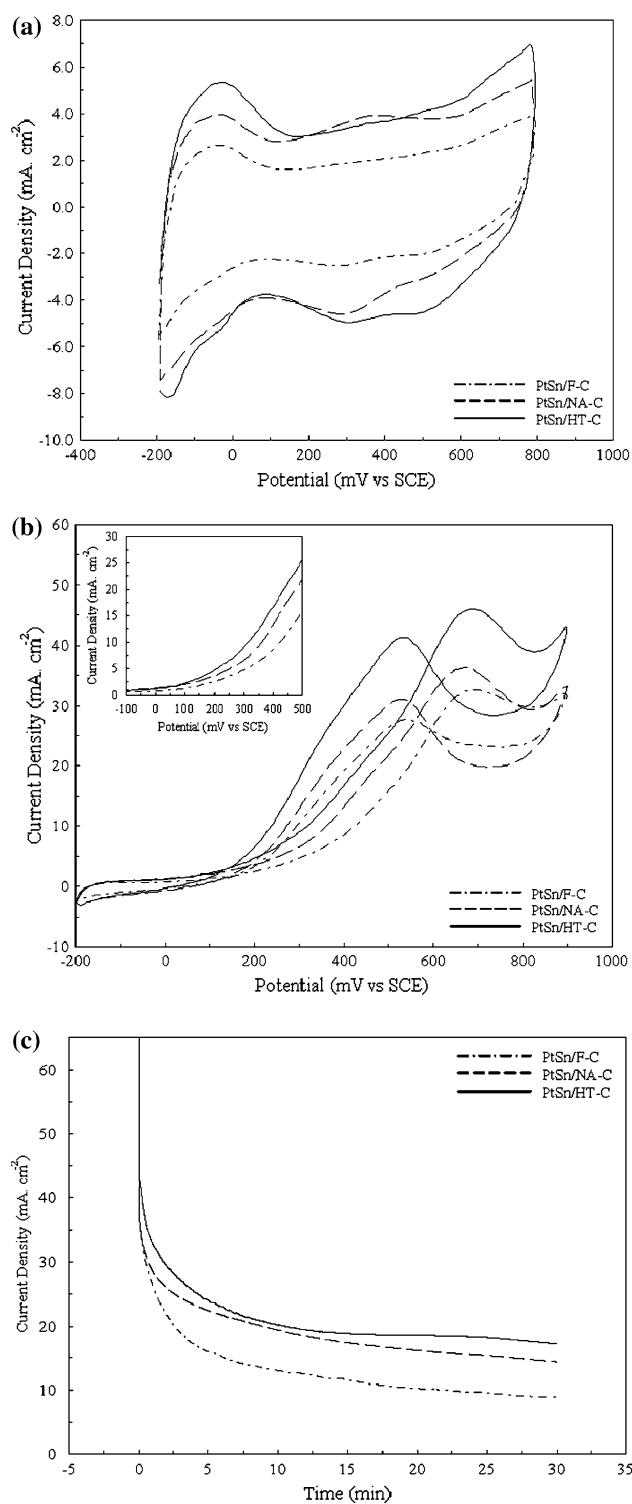 (a)
8.0
6.0
4.0
2.0
0.0
-2.0
-4.0
-6.0
-8.0
-10.0
Current Density (mA. cm-2)
PtSn/F-C
PtSn/NA-C
PtSn/HT-C
-400 -200 0 200 400 600 800 1000
Potential (mV vs SCE)
(b)
60
50
40
30
20
10
0
-10
Current Density (mA. cm-2)
30
25
20
15
10
5
0
Current Density (mA. cm-2)
-100 0 100 200 300 400 500
Potential (mV vs SCE)
PtSn/F-C
PtSn/NA-C
PtSn/HT-C
-200 0 200 400 600 800 1000
Potential (mV vs SCE)
(c)
60
50
40
30
20
10
0
Current Density (mA. cm-2)
PtSn/F-C
PtSn/NA-C
PtSn/HT-C
-5 0 5 10 15 20 25 30 35
Time (min)